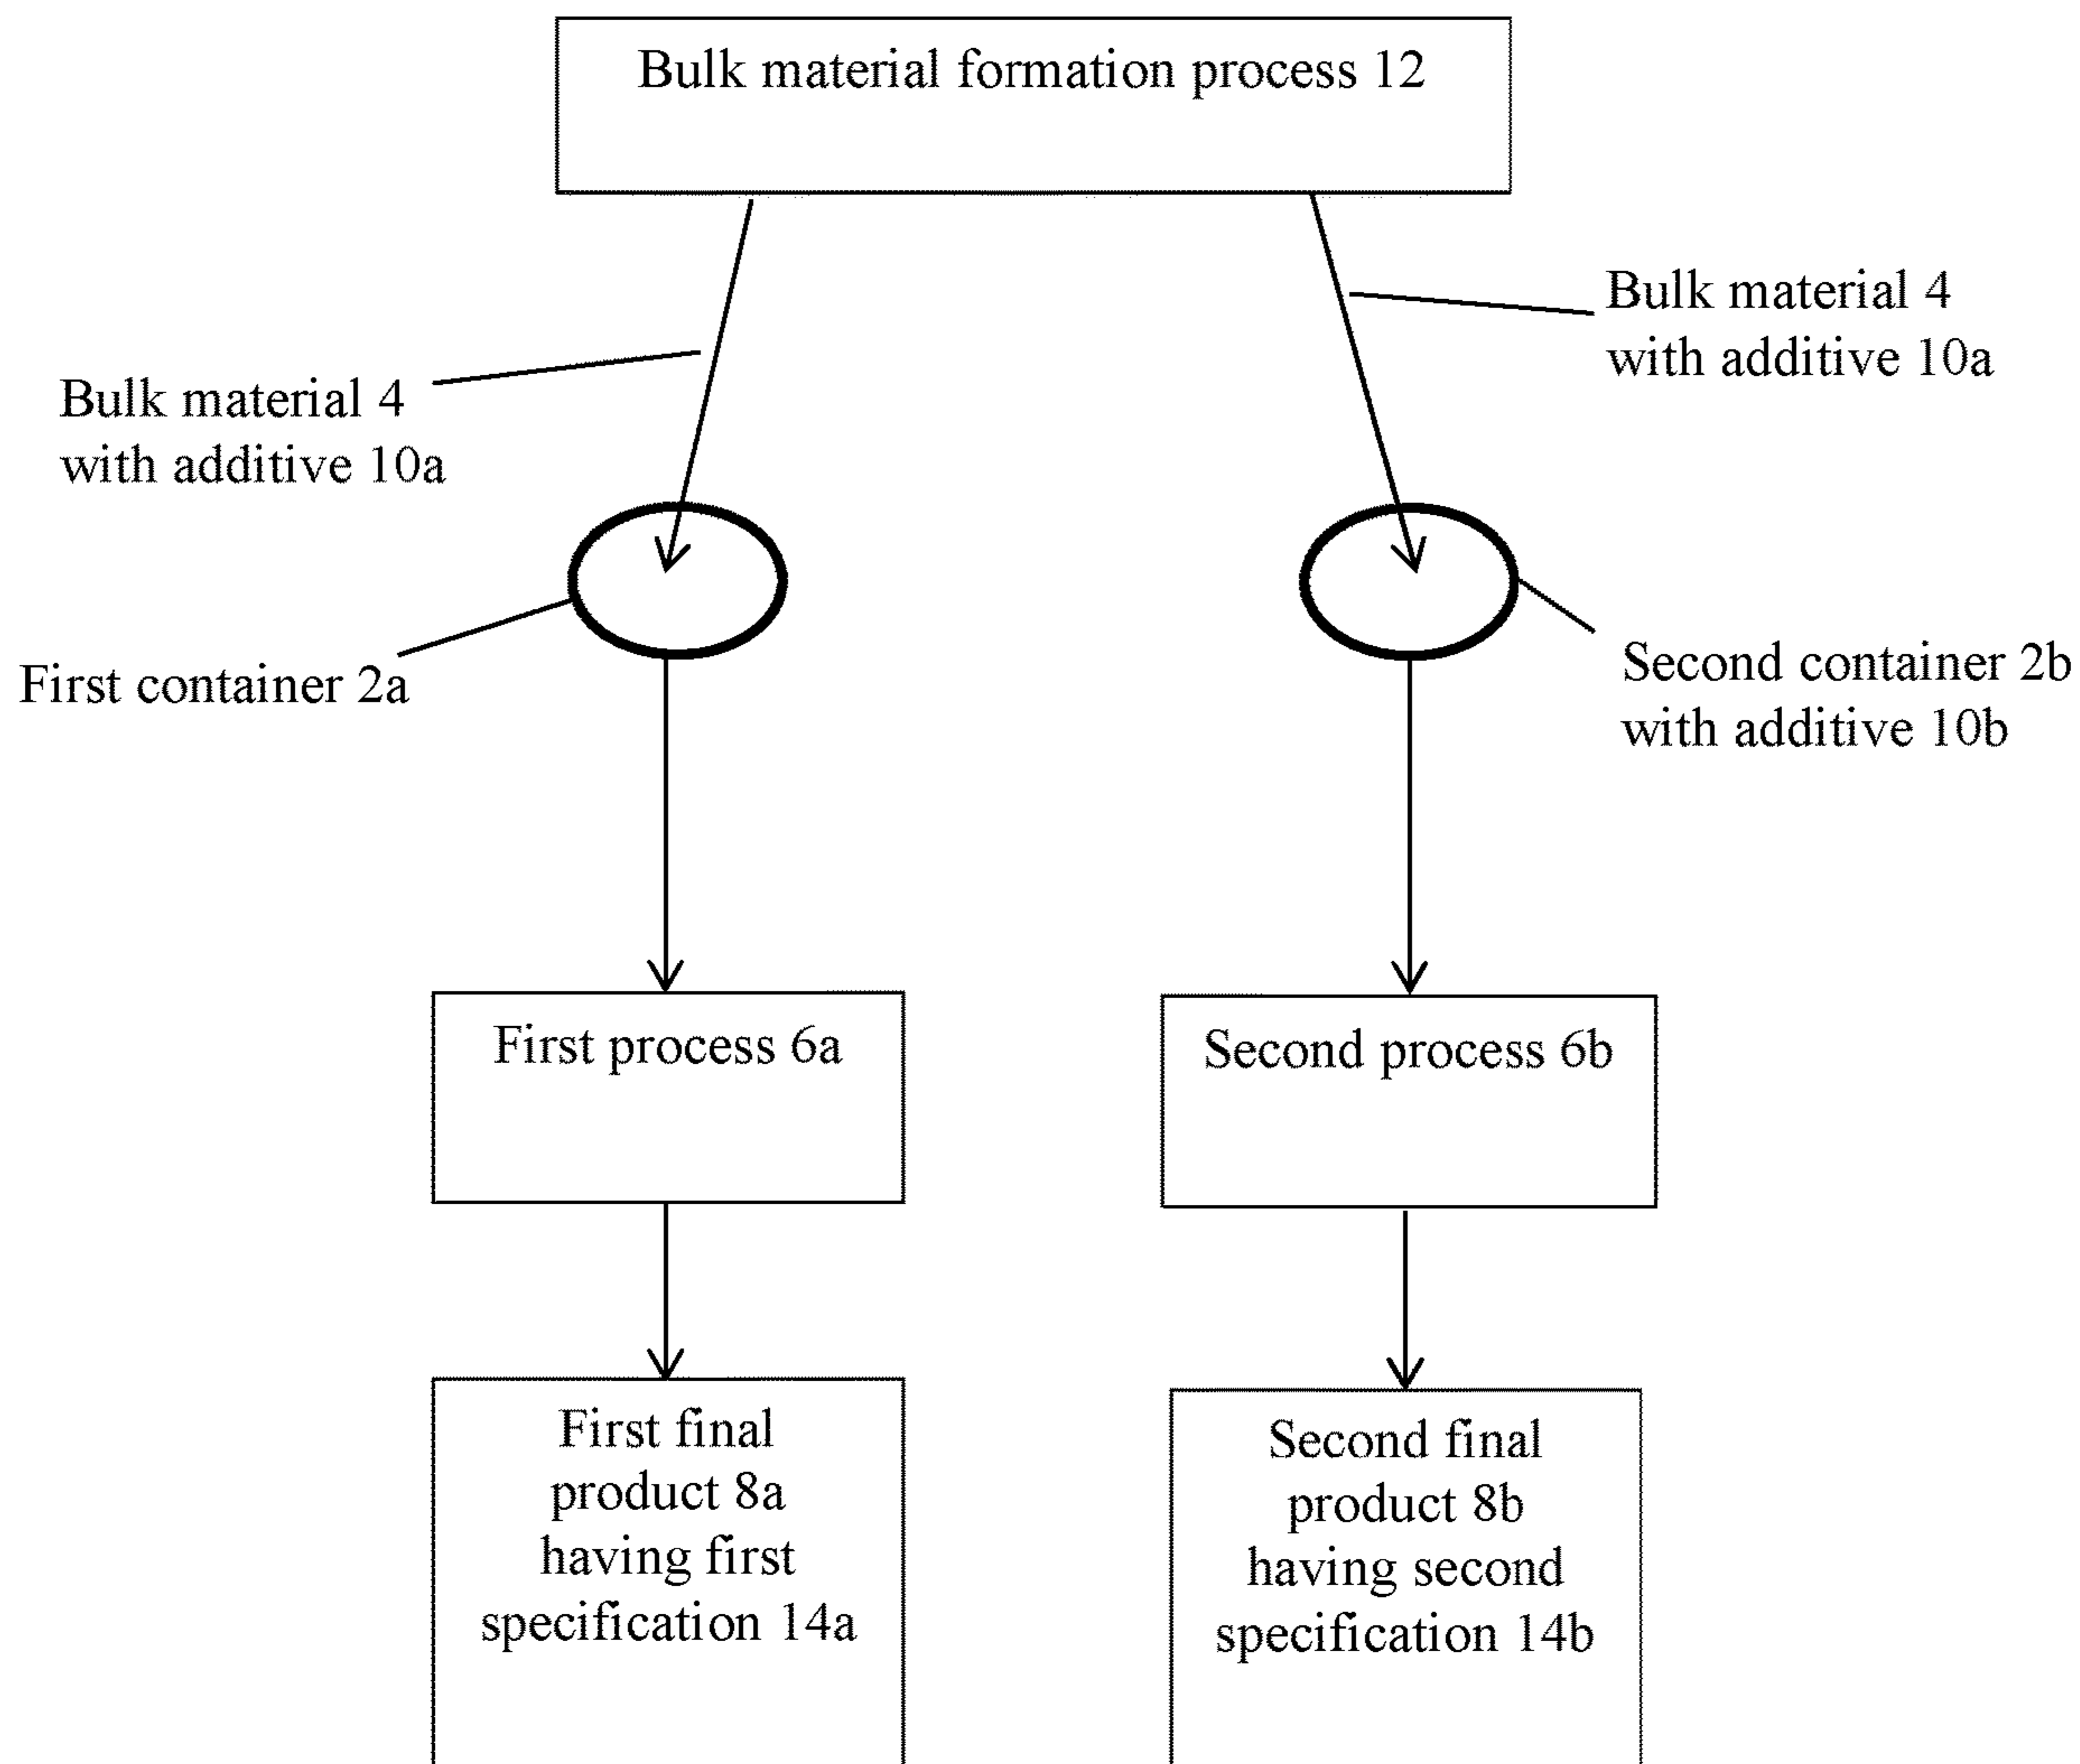 Bulk material formation process 12
Bulk material 4
with additive 10a
Bulk material 4
with additive 10a
First container 2a
Second container 2b
with additive 10b
First process 6a
Second process 6b
First final
product 8a
having first
specification 14a
Second final
product 8b
having second
specification 14b